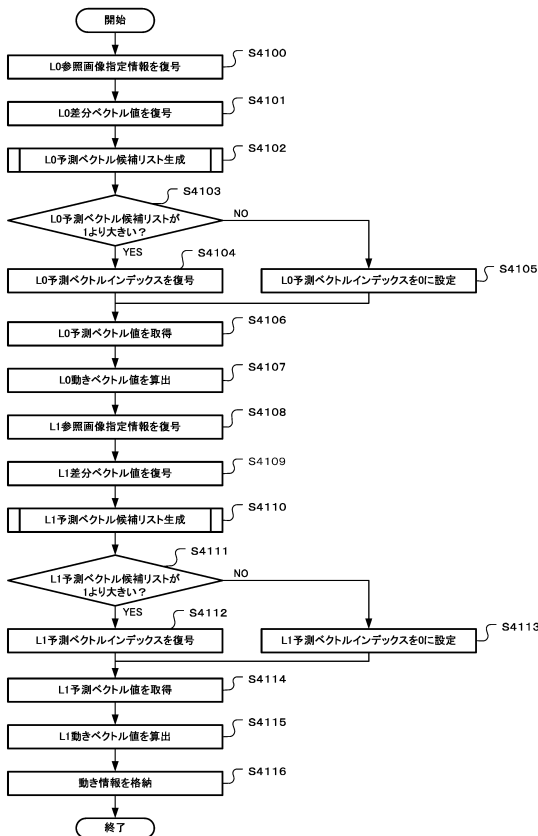 開始
L0参照画像指定情報を復号
S4100
L0差分ベクトル値を復号
S4101
L0予測ベクトル候補リスト生成
S4102
S4103
L0予測ベクトル候補リストが
1より大きい?
NO
YES
S4104
L0予測ベクトルインデックスを復号
L0予測ベクトルインデックスを0に設定
S4105
L0予測ベクトル値を取得
S4106
L0動きベクトル値を算出
S4107
L1参照画像指定情報を復号
S4108
L1差分ベクトル値を復号
S4109
L1予測ベクトル候補リスト生成
S4110
S4111
L1予測ベクトル候補リストが
1より大きい?
NO
YES
S4112
L1予測ベクトルインデックスを復号
L1予測ベクトルインデックスを0に設定
S4113
L1予測ベクトル値を取得
S4114
L1動きベクトル値を算出
S4115
動き情報を格納
S4116
終了